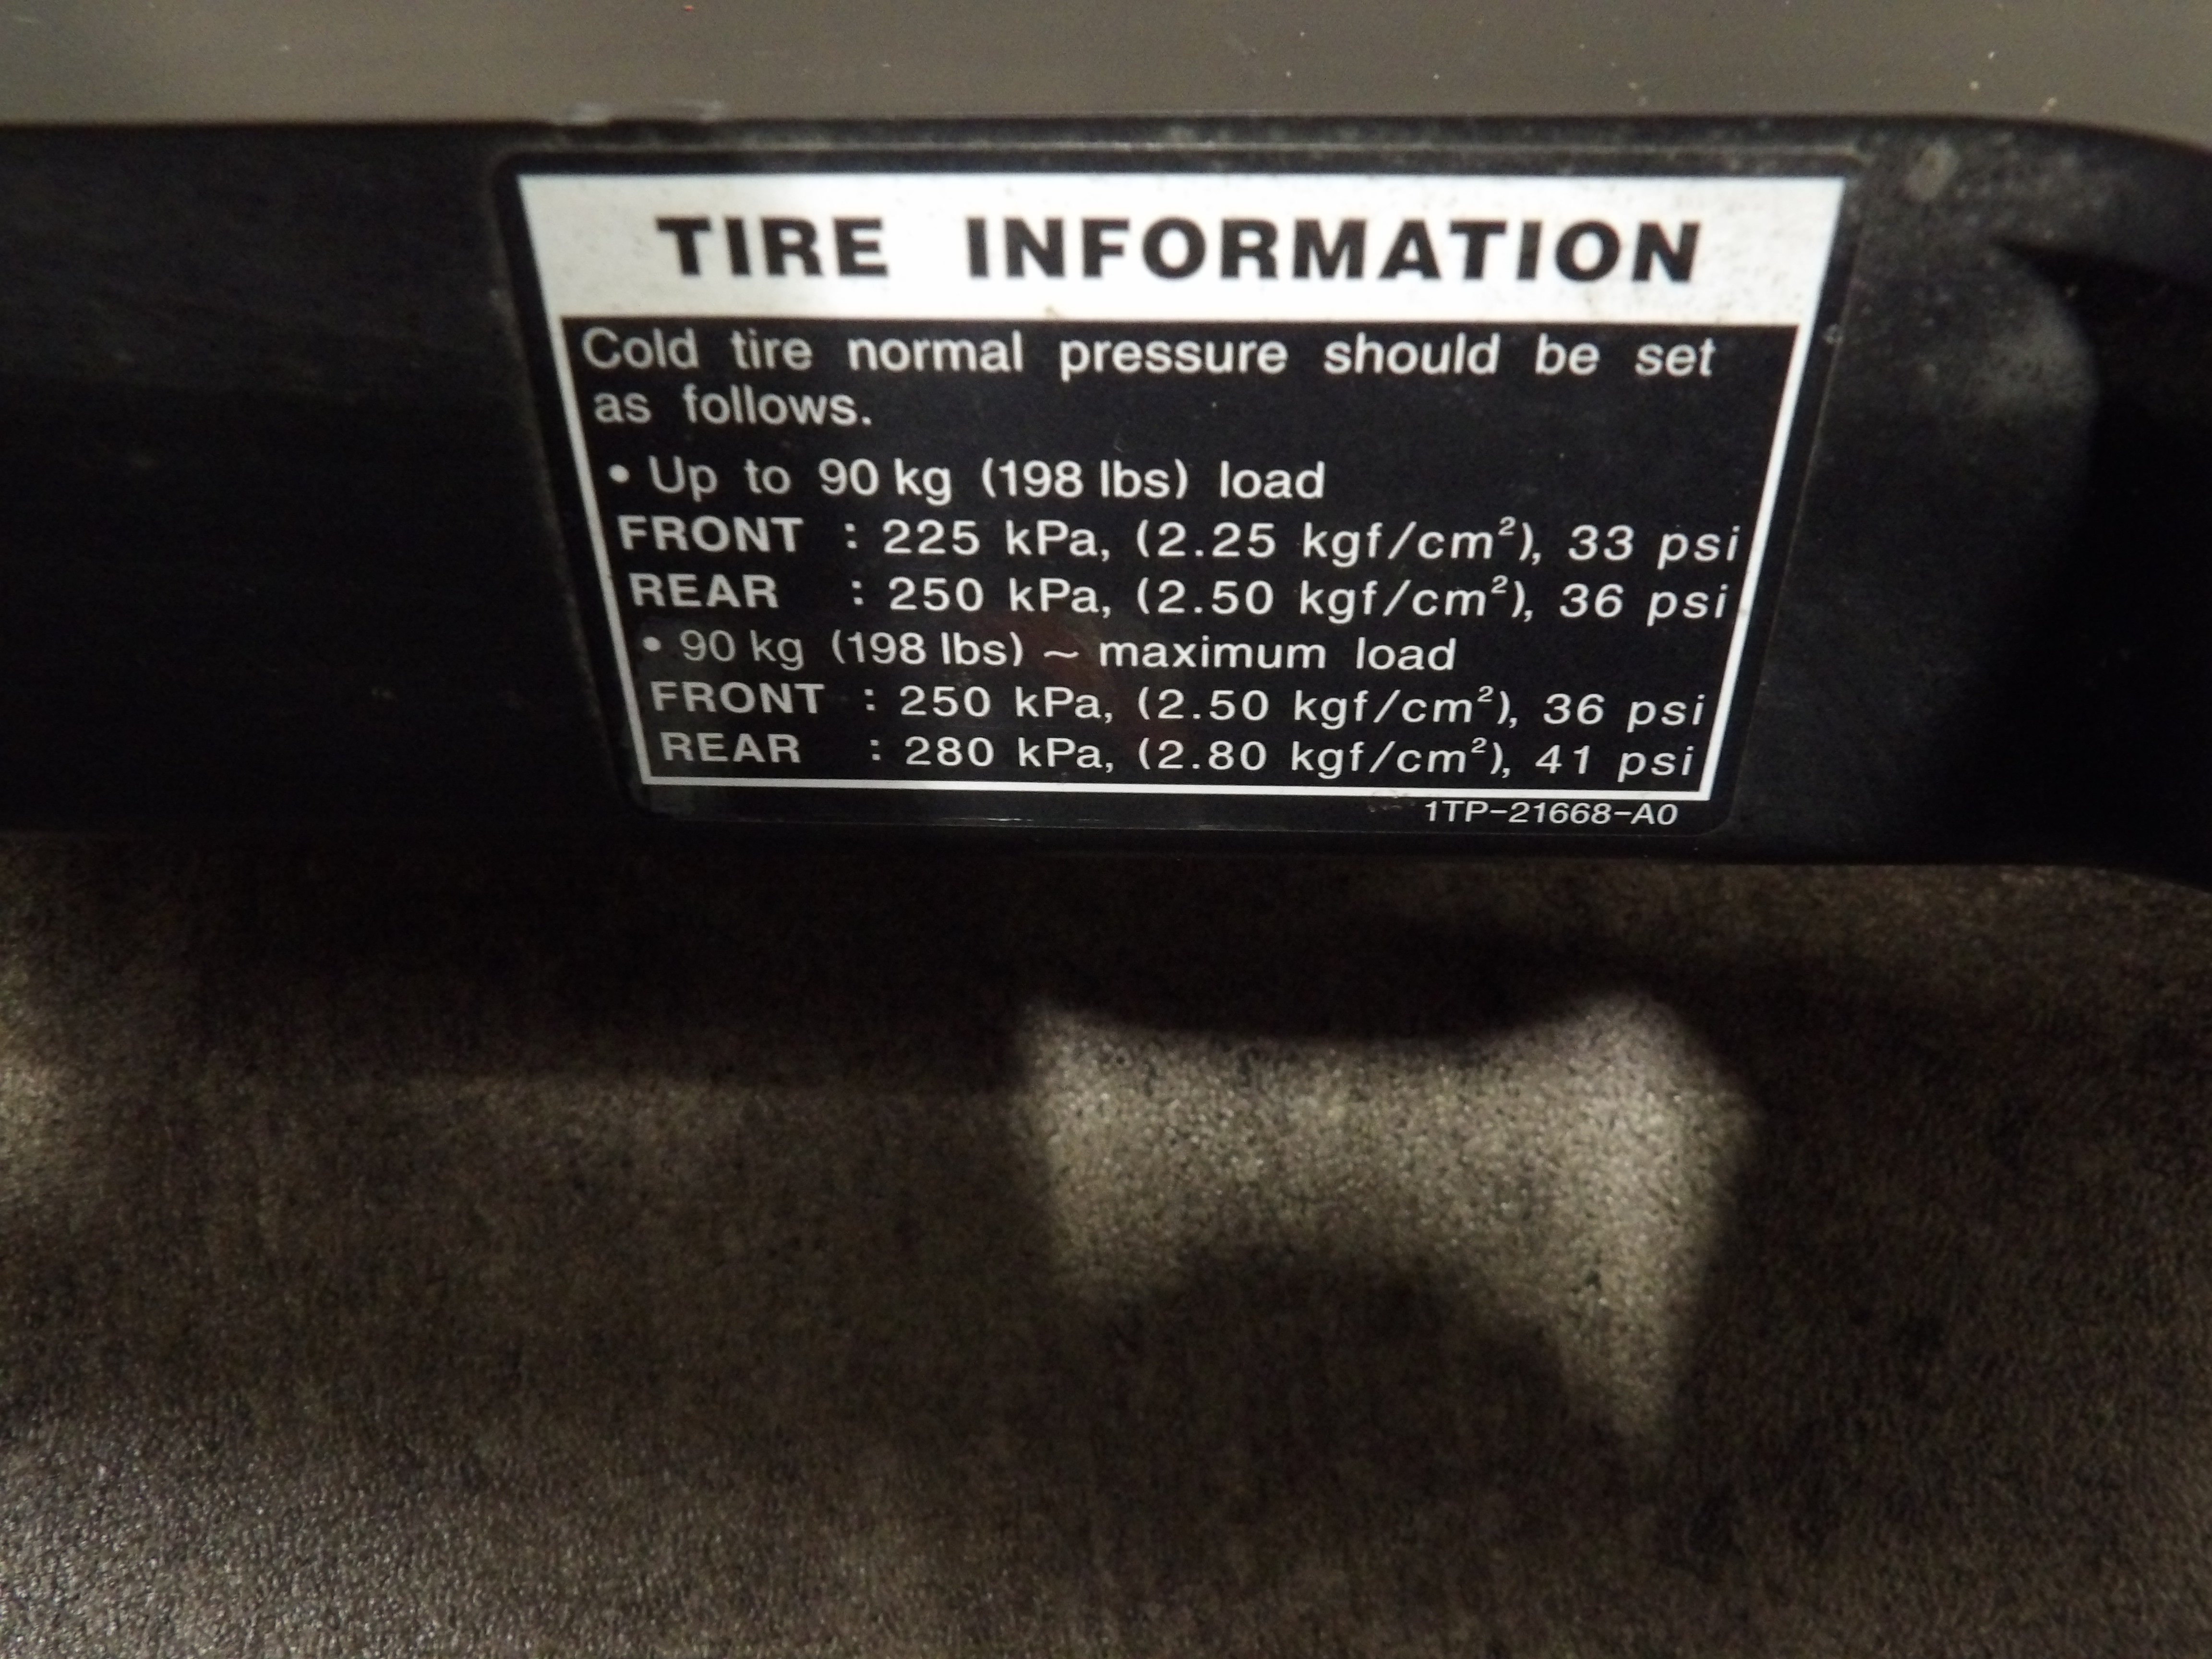 TIRE INFORMATION
Cold tire normal pressure should be set
as follows.
• Up to 90 kg (198 lbs) load
FRONT : 225 kPa, (2.25 kgf/cm²), 33 psi
REAR : 250 kPa, (2.50 kgf/cm²), 36 psi
• 90 kg (198 lbs) ~ maximum load
FRONT : 250 kPa, (2.50 kgf/cm²), 36 psi
REAR : 280 kPa, (2.80 kgf/cm²), 41 psi
1TP-21668-A0